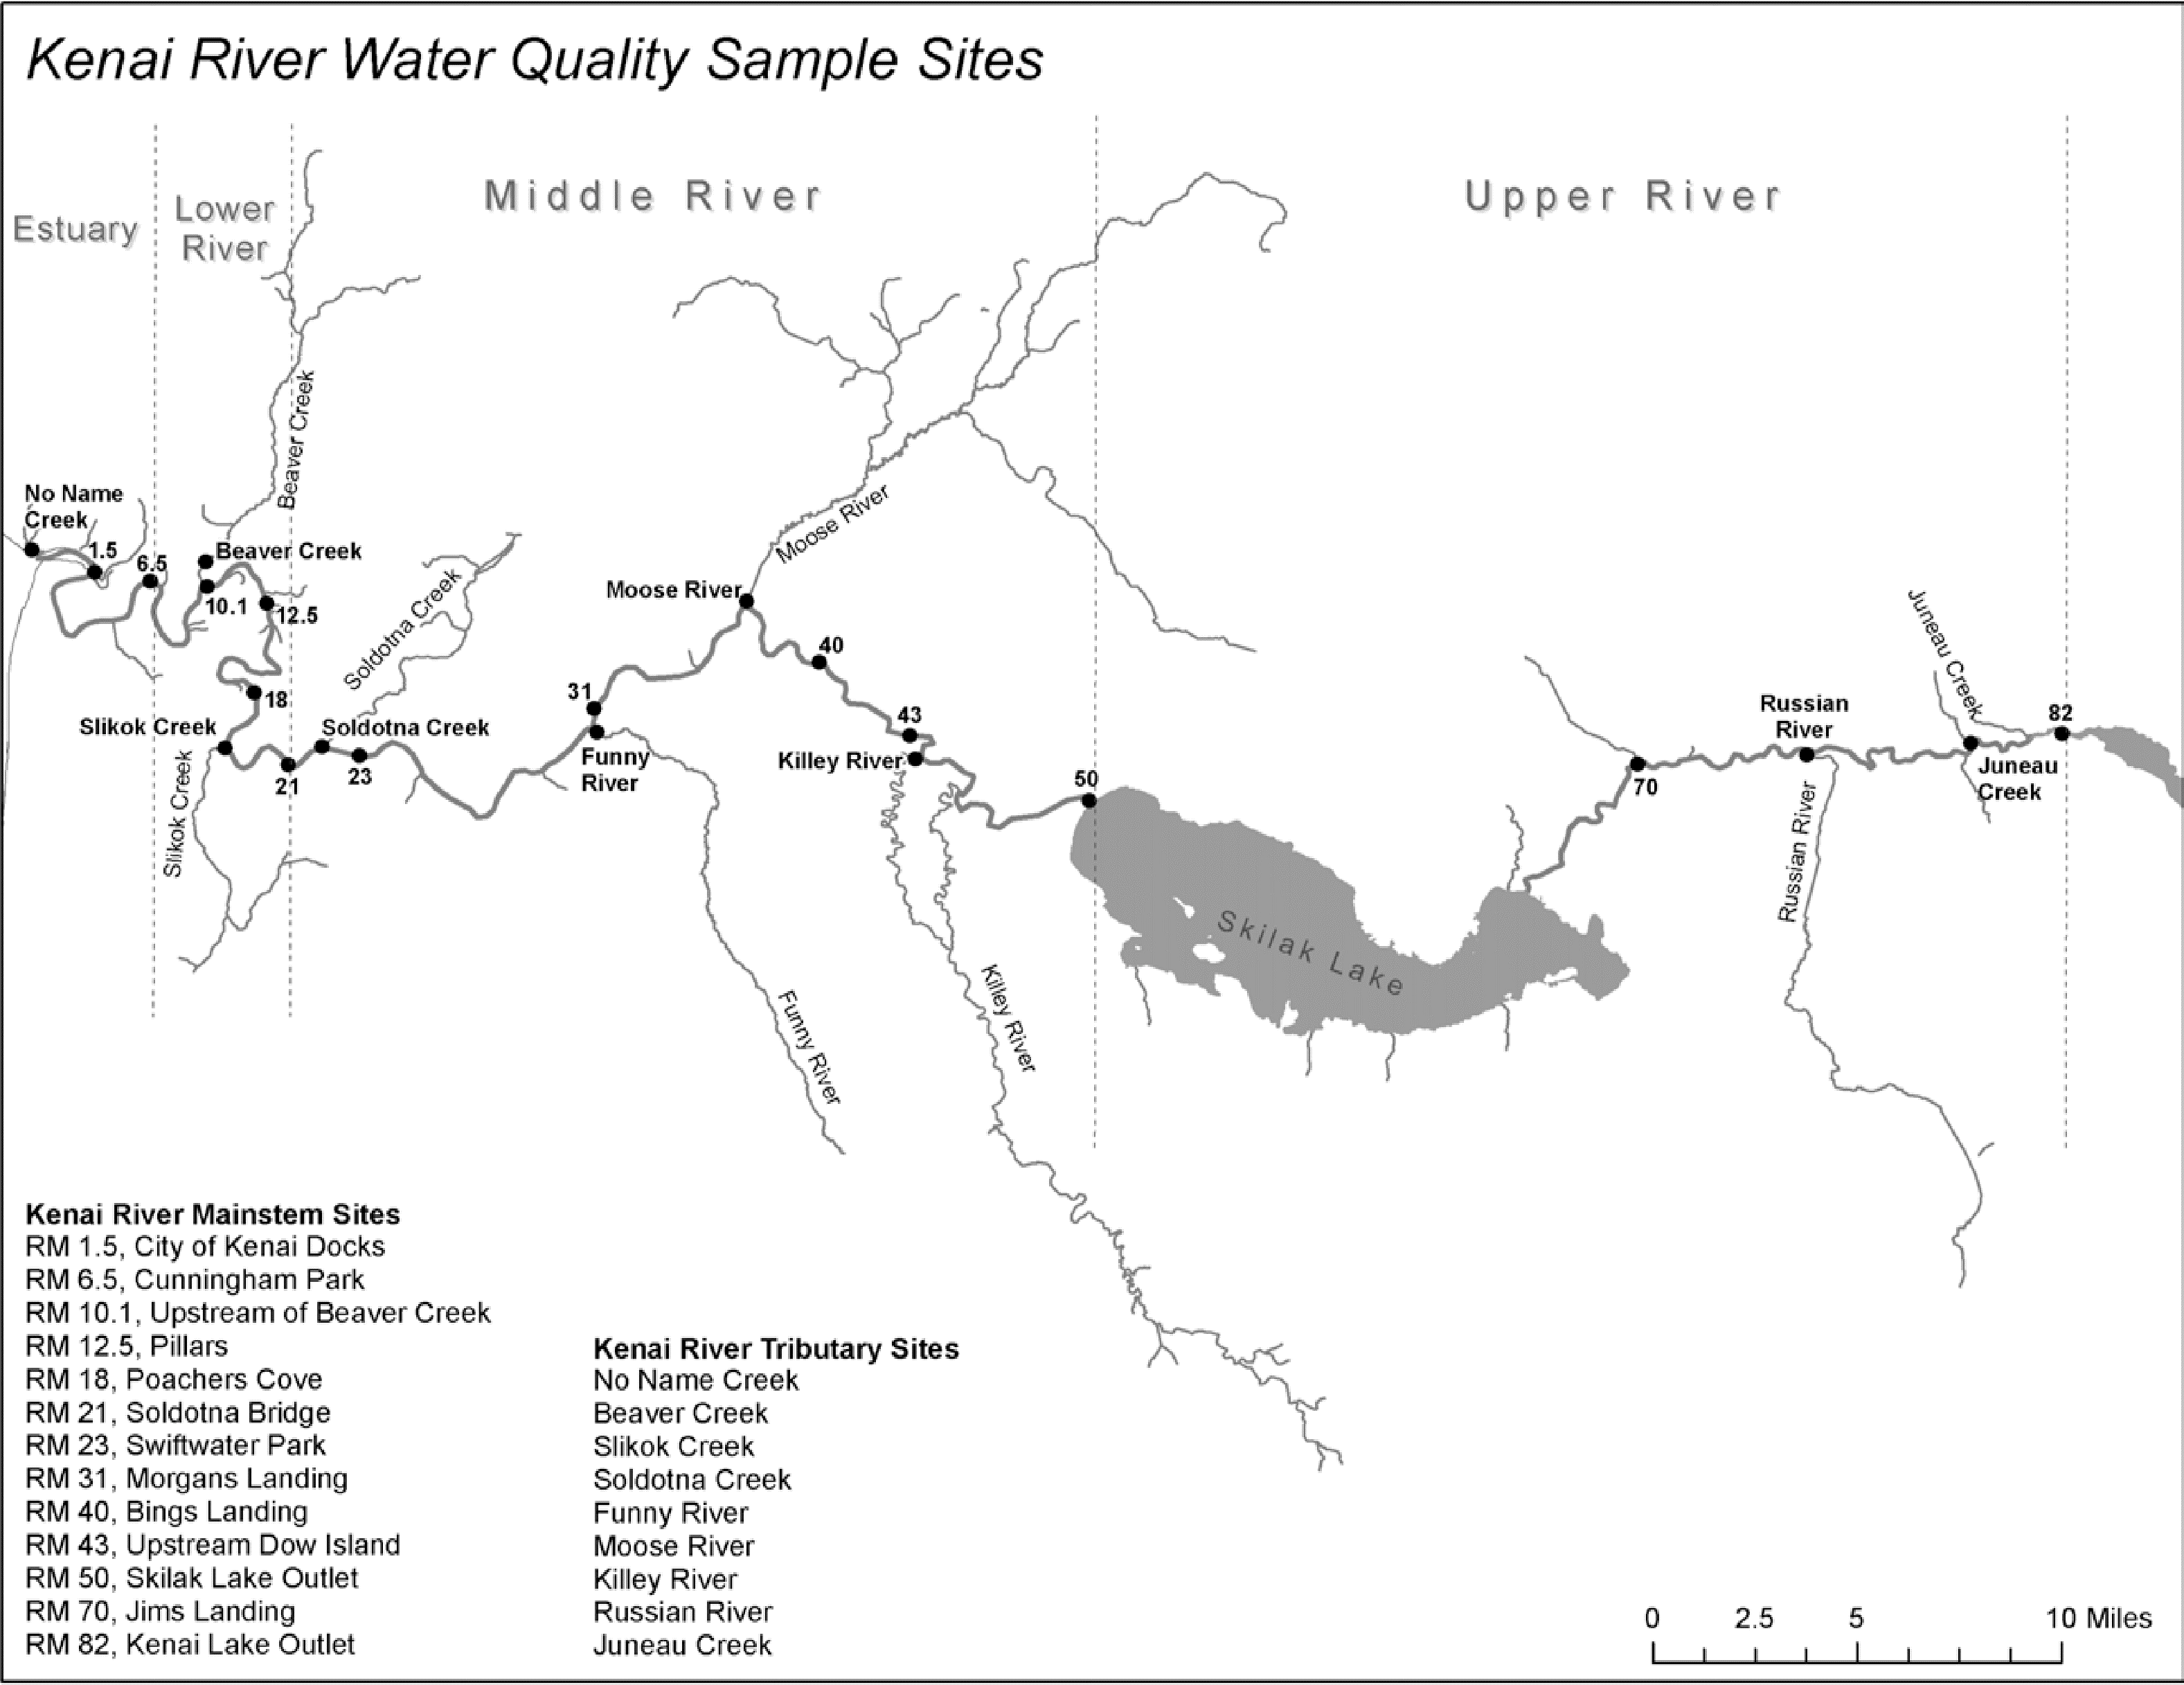 Kenai River Water Quality Sample Sites
Estuary
Lower
River
Middle River
Upper River
Beaver Creek
No Name
Creek
1.5
6.5
Beaver Creek
10.1
12.5
Soldotna Creek
18
Slikok Creek
Slikok Creek
21
Soldotna Creek
23
Moose River
Moose River
31
Funny
River
Funny River
40
43
Killey River
Killey River
50
Skilak Lake
70
Russian
River
Russian River
Juneau Creek
Juneau
Creek
82
Kenai River Mainstem Sites
RM 1.5, City of Kenai Docks
RM 6.5, Cunningham Park
RM 10.1, Upstream of Beaver Creek
RM 12.5, Pillars
RM 18, Poachers Cove
RM 21, Soldotna Bridge
RM 23, Swiftwater Park
RM 31, Morgans Landing
RM 40, Bings Landing
RM 43, Upstream Dow Island
RM 50, Skilak Lake Outlet
RM 70, Jims Landing
RM 82, Kenai Lake Outlet
Kenai River Tributary Sites
No Name Creek
Beaver Creek
Slikok Creek
Soldotna Creek
Funny River
Moose River
Killey River
Russian River
Juneau Creek
0 2.5 5 10 Miles